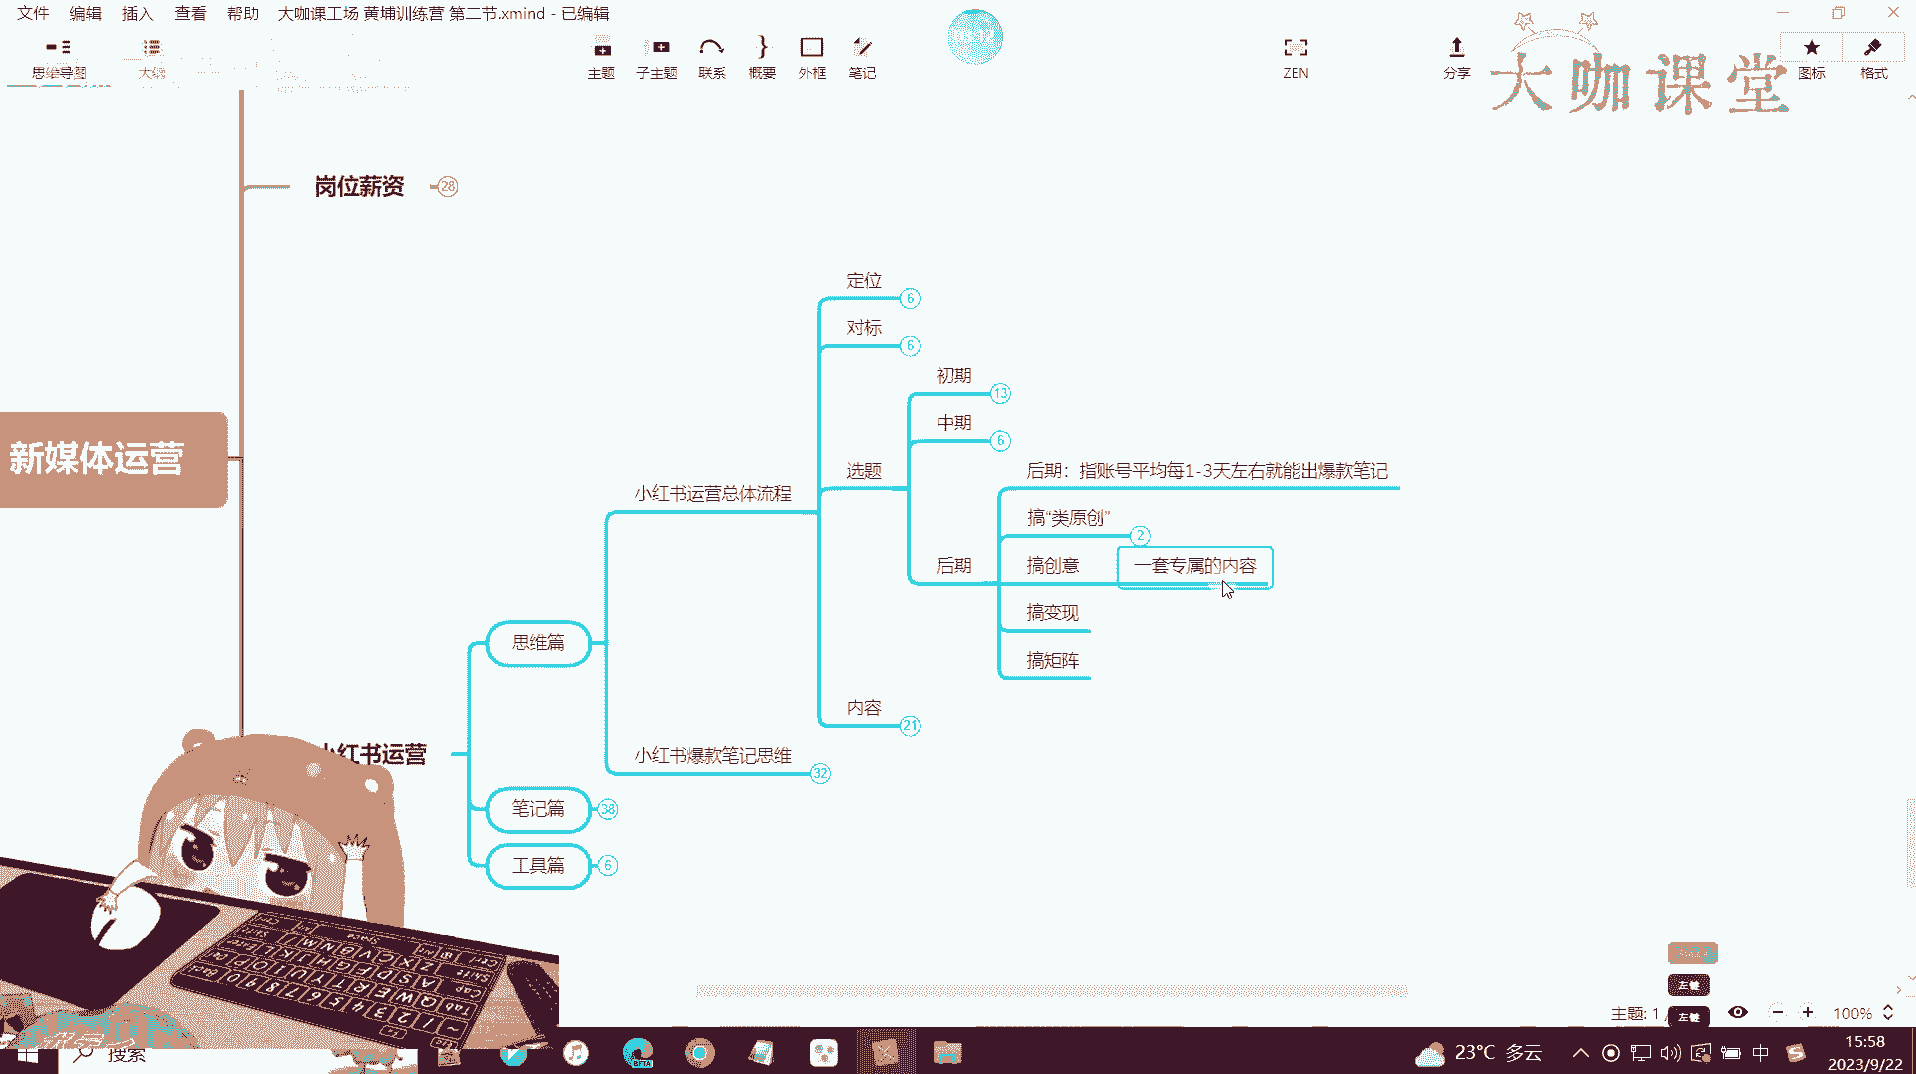 文件 编辑 插入 查看 帮助 大咖课工场 黄埔训练营 第二节.xmind - 已编辑
思维导图 大纲 主题 子主题 联系 概要 外框 笔记 ZEN 分享 图标 格式
大咖课堂
岗位薪资 28
定位 6
对标 6
初期 13
中期 6
选题
后期：指账号平均每1-3天左右就能出爆款笔记
新媒体运营
小红书运营总体流程
搞“类原创” 2
后期
搞创意 一套专属的内容
搞变现
思维篇
搞矩阵
内容 21
小红书运营
小红书爆款笔记思维 32
笔记篇 38
工具篇 6
左键
左键
主题: 1 /
100%
搜索
BETA
23°C 多云
中
15:58
2023/9/22